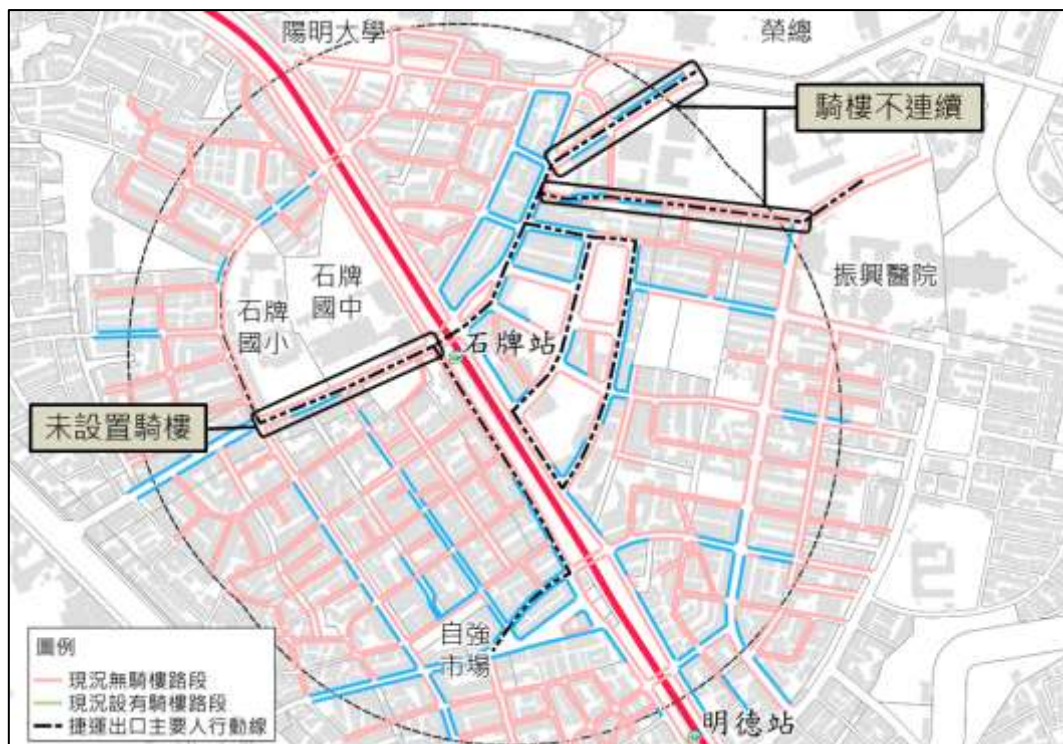 陽明大學
榮總
騎樓不連續
石牌
國中
石牌
國小
振興醫院
石牌站
未設置騎樓
自強
市場
圖例
現況無騎樓路段
現況設有騎樓路段
捷運出口主要人行動線
明德站